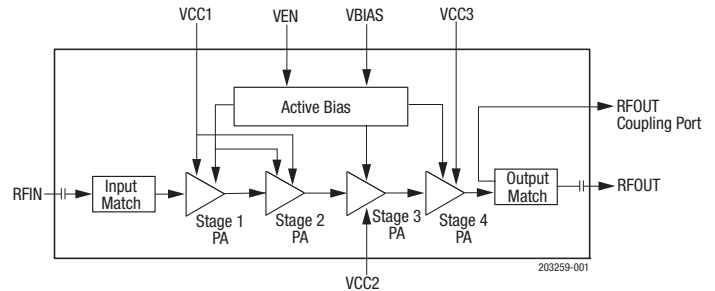 VCC1
VEN
VBIAS
VCC3
Active Bias
RFOUT
Coupling Port
RFIN
Input
Match
Output
Match
RFOUT
Stage 1
PA
Stage 2
PA
Stage 3
PA
Stage 4
PA
VCC2
203259-001